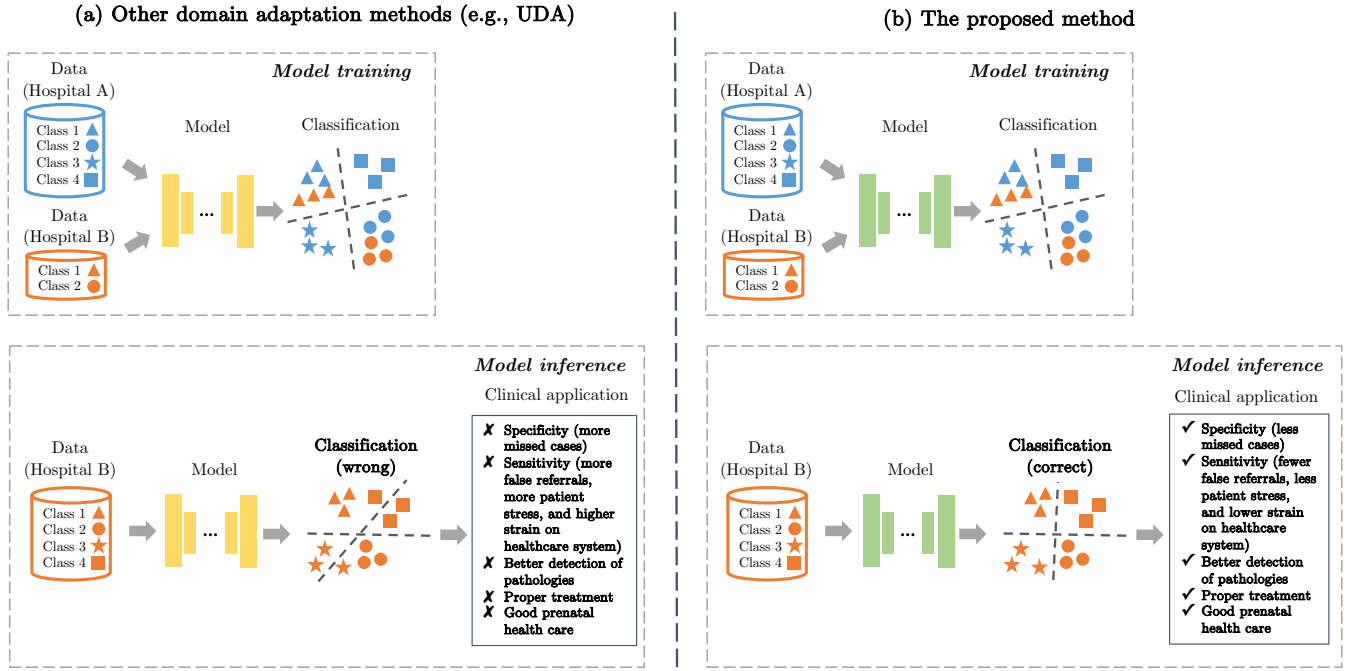 (a) Other domain adaptation methods (e.g., UDA)
Model training
Data
(Hospital A)
Class 1
Class 2
Class 3
Class 4
Model
Classification
...
Data
(Hospital B)
Class 1
Class 2
Model inference
Clinical application
Data
(Hospital B)
Class 1
Class 2
Class 3
Class 4
Model
...
Classification
(wrong)
✗ Specificity (more
missed cases)
✗ Sensitivity (more
false referrals,
more patient
stress, and higher
strain on
healthcare system)
✗ Better detection of
pathologies
✗ Proper treatment
✗ Good prenatal
health care
(b) The proposed method
Model training
Data
(Hospital A)
Class 1
Class 2
Class 3
Class 4
Model
Classification
...
Data
(Hospital B)
Class 1
Class 2
Model inference
Clinical application
Data
(Hospital B)
Class 1
Class 2
Class 3
Class 4
Model
...
Classification
(correct)
✓ Specificity (less
missed cases)
✓ Sensitivity (fewer
false referrals, less
patient stress,
and lower strain
on healthcare
system)
✓ Better detection
of pathologies
✓ Proper treatment
✓ Good prenatal
health care